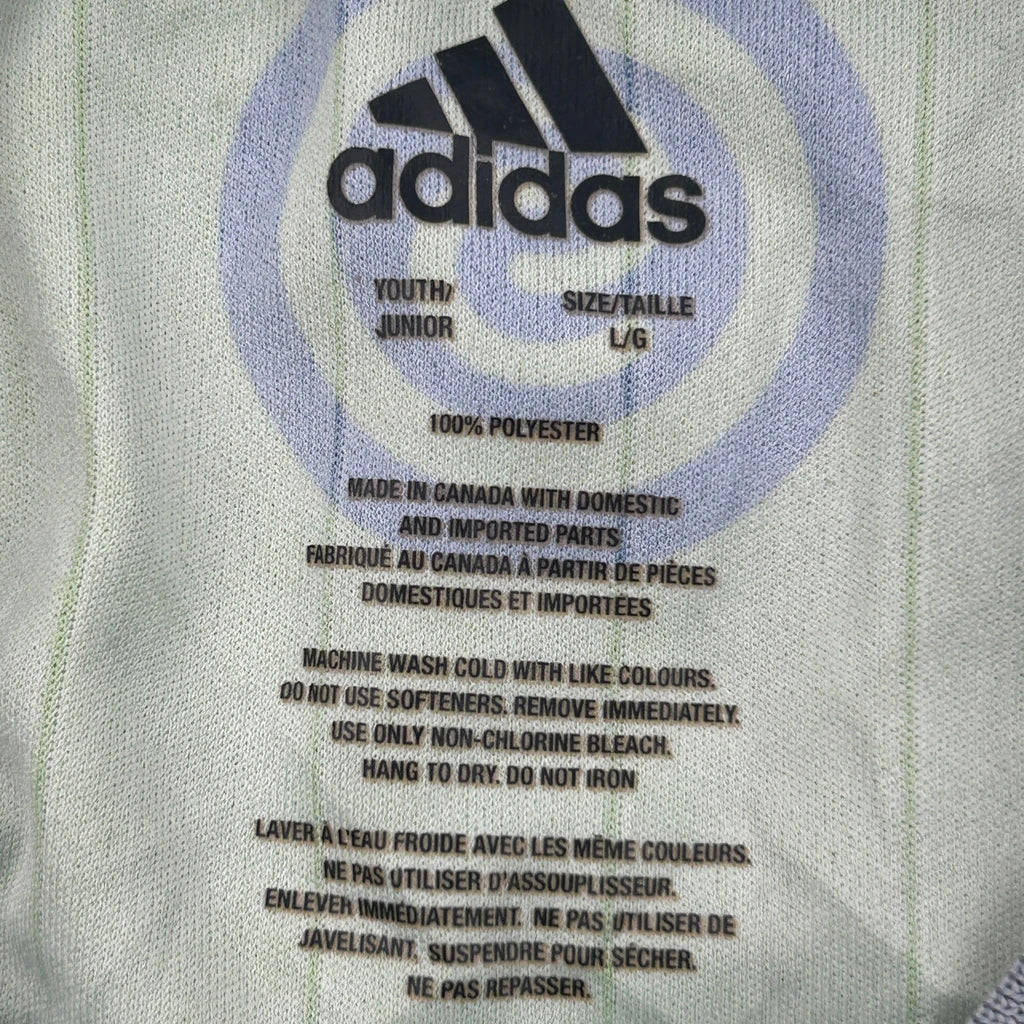 adidas
YOUTH/
JUNIOR
SIZE/TAILLE
L/G
100% POLYESTER
MADE IN CANADA WITH DOMESTIC
AND IMPORTED PARTS
FABRIQUÉ AU CANADA À PARTIR DE PIÈCES
DOMESTIQUES ET IMPORTÉES
MACHINE WASH COLD WITH LIKE COLOURS.
DO NOT USE SOFTENERS. REMOVE IMMEDIATELY.
USE ONLY NON-CHLORINE BLEACH.
HANG TO DRY. DO NOT IRON
LAVER À L'EAU FROIDE AVEC LES MÊME COULEURS.
NE PAS UTILISER D'ASSOUPLISSEUR.
ENLEVER IMMÉDIATEMENT. NE PAS UTILISER DE
JAVELISANT. SUSPENDRE POUR SÉCHER.
NE PAS REPASSER.